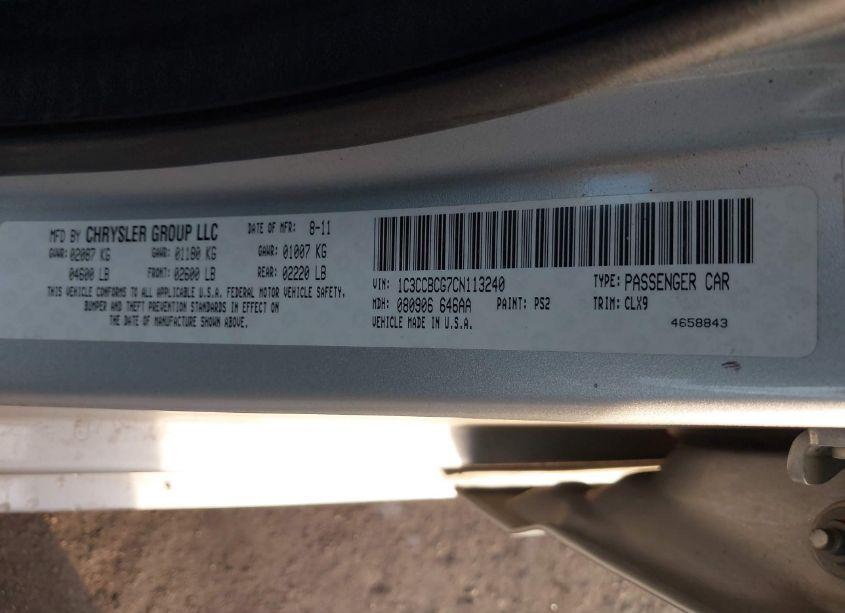 MFD BY CHRYSLER GROUP LLC DATE OF MFR: 8-11
GVWR: 02087 KG GAWR: 01180 KG GAWR: 01007 KG
04600 LB FRONT: 02600 LB REAR: 02220 LB
THIS VEHICLE CONFORMS TO ALL APPLICABLE U.S.A. FEDERAL MOTOR VEHICLE SAFETY,
BUMPER AND THEFT PREVENTION STANDARDS IN EFFECT ON
THE DATE OF MANUFACTURE SHOWN ABOVE.
VIN: 1C3CCBCG7CN113240 TYPE: PASSENGER CAR
MDH: 080906 646AA PAINT: PS2 TRIM: CLX9
VEHICLE MADE IN U.S.A. 4658843